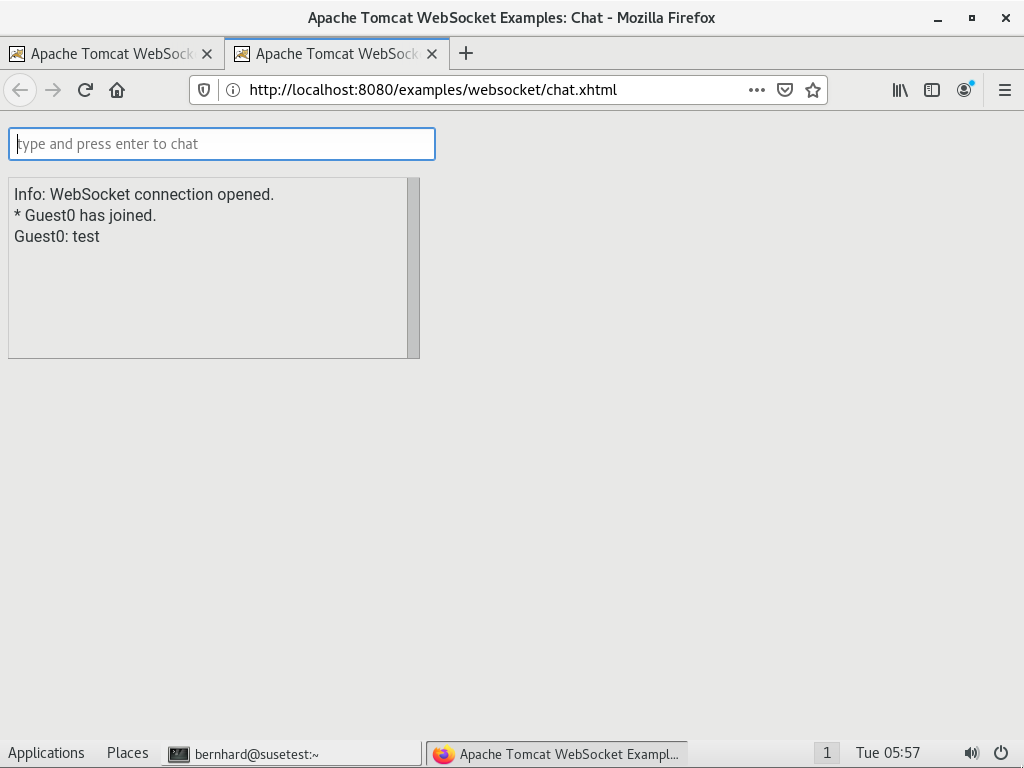 Apache Tomcat WebSocket Examples: Chat - Mozilla Firefox
Apache Tomcat WebSock
Apache Tomcat WebSock
http://localhost:8080/examples/websocket/chat.xhtml
type and press enter to chat
Info: WebSocket connection opened.
* Guest0 has joined.
Guest0: test
Applications Places bernhard@susetest:~ Apache Tomcat WebSocket Exampl... 1 Tue 05:57